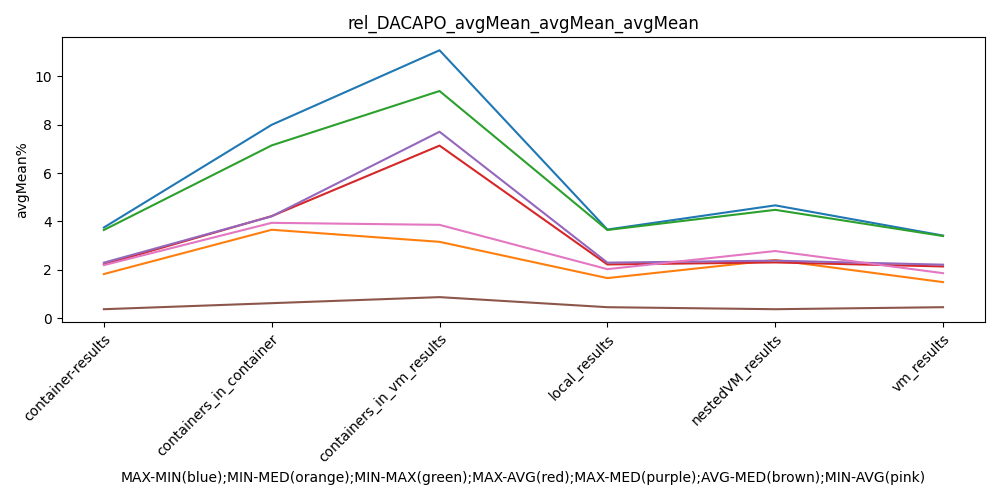 rel_DACAPO_avgMean_avgMean_avgMean
avgMean%
10
8
6
4
2
0
container-results
containers_in_container
containers_in_vm_results
local_results
nestedVM_results
vm_results
MAX-MIN(blue);MIN-MED(orange);MIN-MAX(green);MAX-AVG(red);MAX-MED(purple);AVG-MED(brown);MIN-AVG(pink)